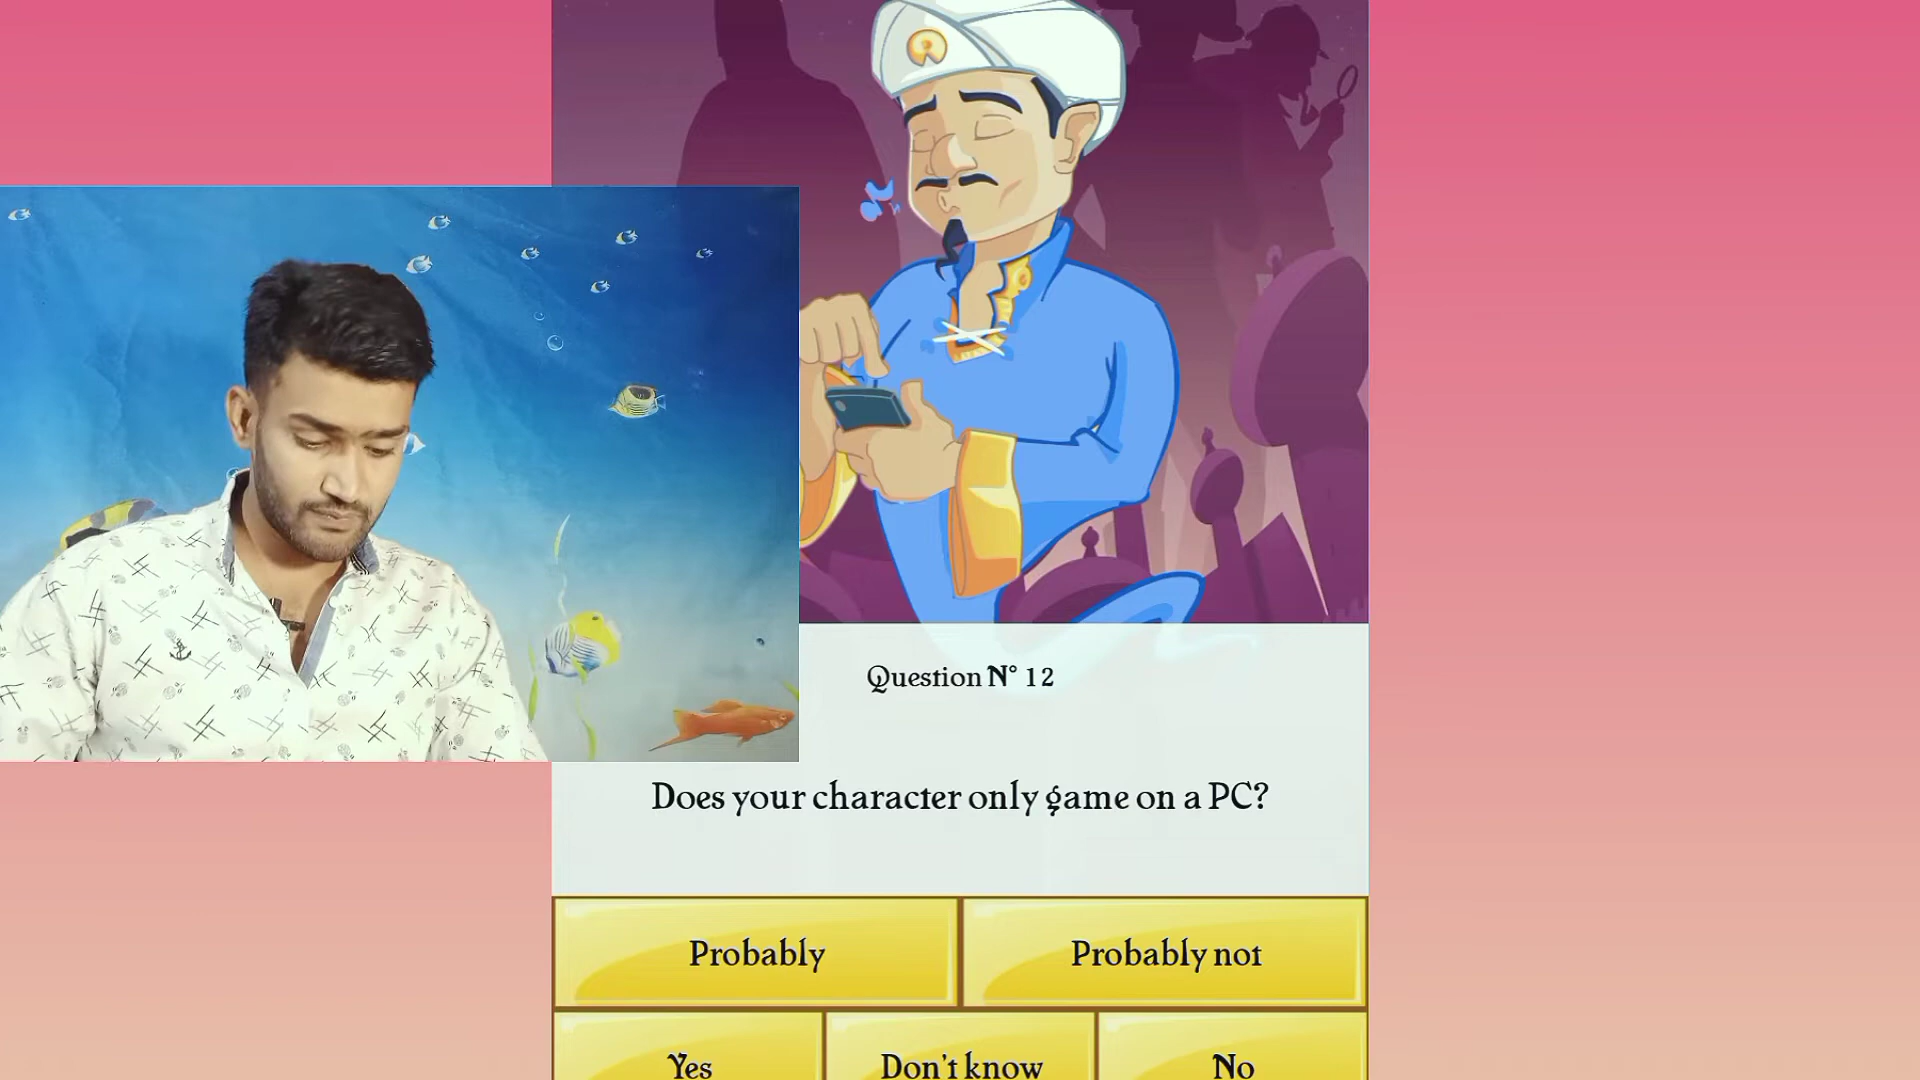 Question N° 12
Does your character only game on a PC?
Probably
Probably not
Yes
Don't know
No